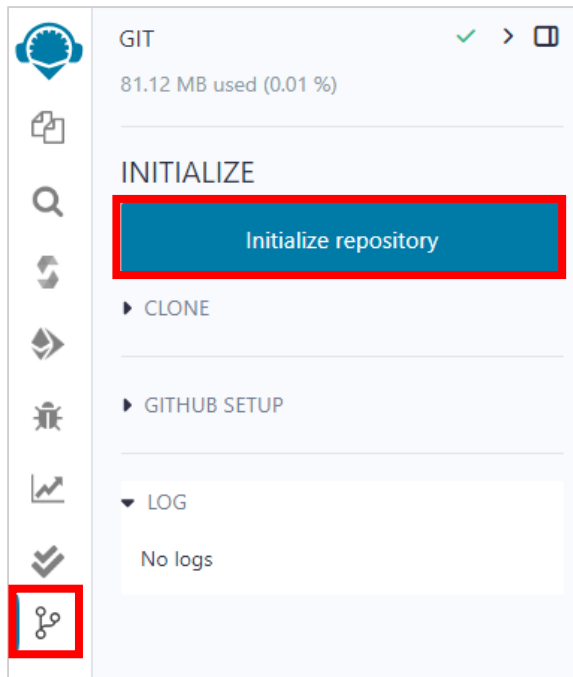 GIT
81.12 MB used (0.01 %)
INITIALIZE
Initialize repository
CLONE
GITHUB SETUP
LOG
No logs